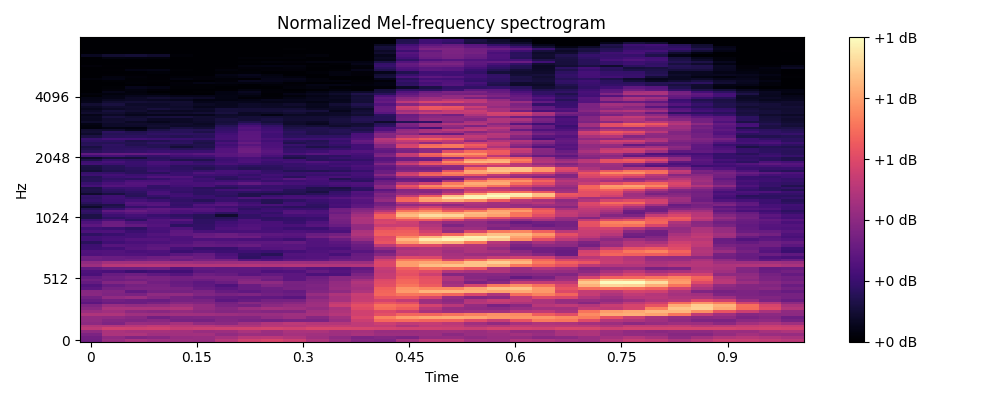 Normalized Mel-frequency spectrogram
Hz
4096
2048
1024
512
0
0 0.15 0.3 0.45 0.6 0.75 0.9
Time
+1 dB
+1 dB
+1 dB
+0 dB
+0 dB
+0 dB